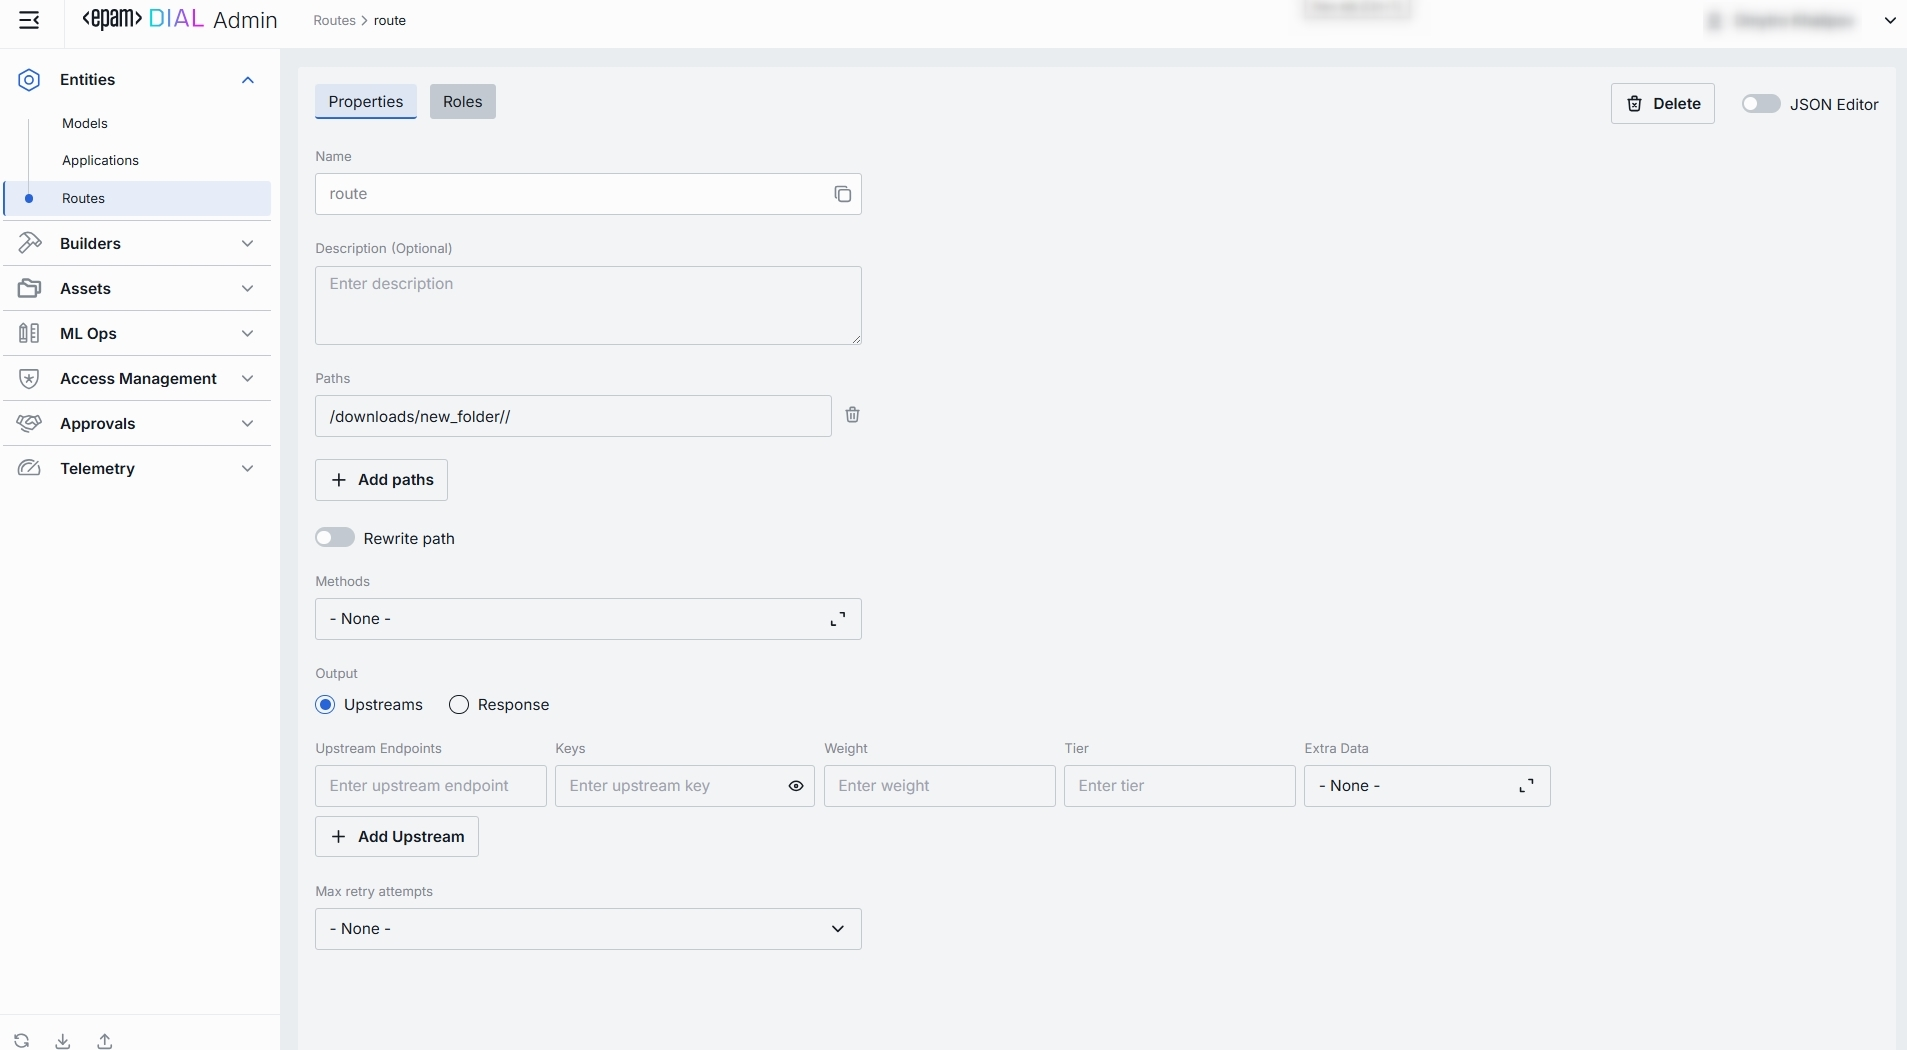 <epam> DIAL Admin
Routes > route
Entities
Models
Applications
Routes
Builders
Assets
ML Ops
Access Management
Approvals
Telemetry
Properties
Roles
Delete
JSON Editor
Name
route
Description (Optional)
Enter description
Paths
/downloads/new_folder//
Add paths
Rewrite path
Methods
- None -
Output
Upstreams
Response
Upstream Endpoints
Keys
Weight
Tier
Extra Data
Enter upstream endpoint
Enter upstream key
Enter weight
Enter tier
- None -
Add Upstream
Max retry attempts
- None -